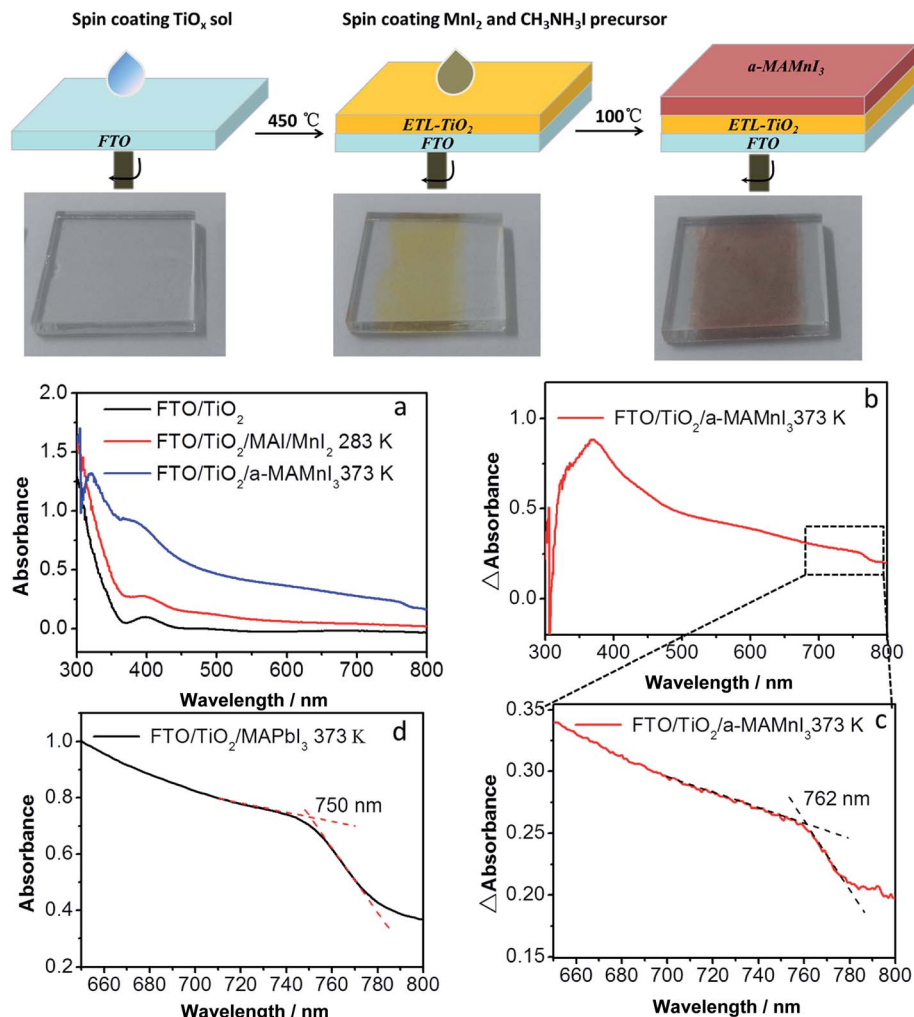 Spin coating TiOx sol
Spin coating MnI2 and CH3NH3I precursor
FTO
450 ℃
ETL-TiO2
FTO
100℃
a-MAMnI3
ETL-TiO2
FTO
a
FTO/TiO2
FTO/TiO2/MAI/MnI2 283 K
FTO/TiO2/a-MAMnI3373 K
Absorbance
2.0
1.5
1.0
0.5
0.0
300 400 500 600 700 800
Wavelength / nm
b
FTO/TiO2/a-MAMnI3373 K
△Absorbance
1.0
0.5
0.0
300 400 500 600 700 800
Wavelength / nm
d
FTO/TiO2/MAPbI3 373 K
750 nm
Absorbance
1.0
0.8
0.6
0.4
0.2
660 680 700 720 740 760 780 800
Wavelength / nm
c
FTO/TiO2/a-MAMnI3373 K
762 nm
△Absorbance
0.35
0.30
0.25
0.20
0.15
660 680 700 720 740 760 780 800
Wavelength / nm